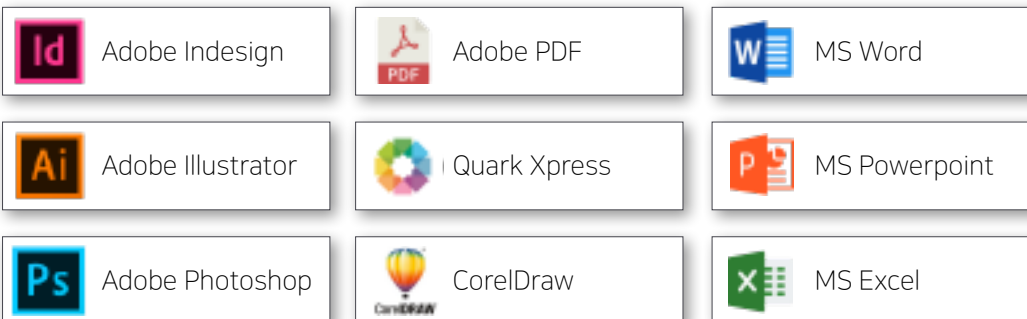 Id Adobe Indesign
PDF Adobe PDF
W MS Word
Ai Adobe Illustrator
Quark Xpress
P MS Powerpoint
Ps Adobe Photoshop
CorelDRAW CorelDraw
X MS Excel